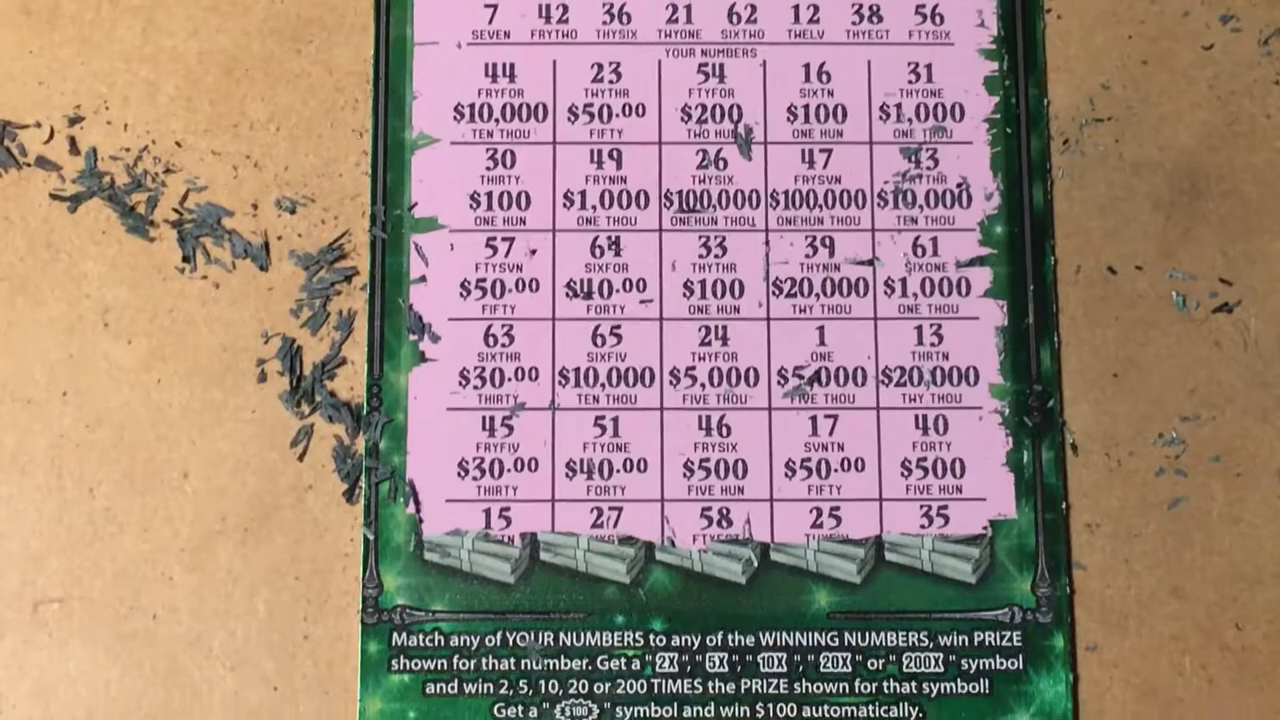 7 42 36 21 62 12 38 56
SEVEN FRYTWO THYSIX TWYONE SIXTWO TWELV THYEGT FTYSIX
YOUR NUMBERS
44 23 54 16 31
FRYFOR TWYTHR FTYFOR SIXTN THYONE
$10,000 $50.00 $200 $100 $1,000
TEN THOU FIFTY TWO HUN ONE HUN ONE THOU
30 49 26 47 43
THIRTY FRYNIN TWYSIX FRYSVN FRYTHR
$100 $1,000 $100,000 $100,000 $10,000
ONE HUN ONE THOU ONEHUN THOU ONEHUN THOU TEN THOU
57 64 33 39 61
FTYSVN SIXFOR THYTHR THYNIN SIXONE
$50.00 $40.00 $100 $20,000 $1,000
FIFTY FORTY ONE HUN TWY THOU ONE THOU
63 65 24 1 13
SIXTHR SIXFIV TWYFOR ONE THRTN
$30.00 $10,000 $5,000 $5,000 $20,000
THIRTY TEN THOU FIVE THOU FIVE THOU TWY THOU
45 51 46 17 40
FRYFIV FTYONE FRYSIX SVNTN FORTY
$30.00 $40.00 $500 $50.00 $500
THIRTY FORTY FIVE HUN FIFTY FIVE HUN
15 27 58 25 35
Match any of YOUR NUMBERS to any of the WINNING NUMBERS, win PRIZE
shown for that number. Get a "2X", "5X", "10X", "20X" or "200X" symbol
and win 2, 5, 10, 20 or 200 TIMES the PRIZE shown for that symbol!
Get a "$100" symbol and win $100 automatically.